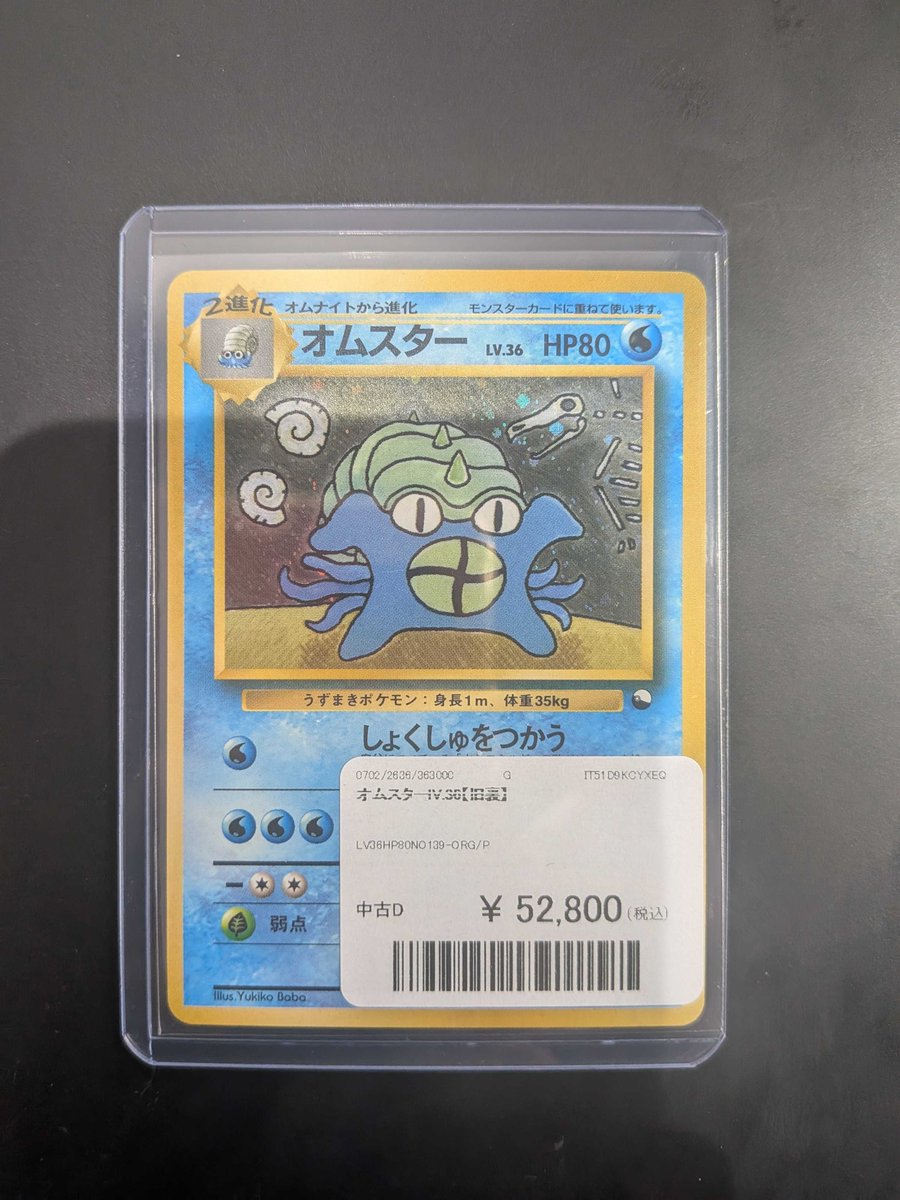 2進化
オムナイトから進化
モンスターカードに重ねて使います。
オムスター LV.36 HP80
うずまきポケモン：身長1m、体重35kg
しょくしゅをつかう
0702/2636/363000 G IT51D9KCYXEQ
オムスターlV.36【旧裏】
LV36HP80NO139-ORG/P
中古D ¥ 52,800 (税込)
弱点
Illus.Yukiko Baba